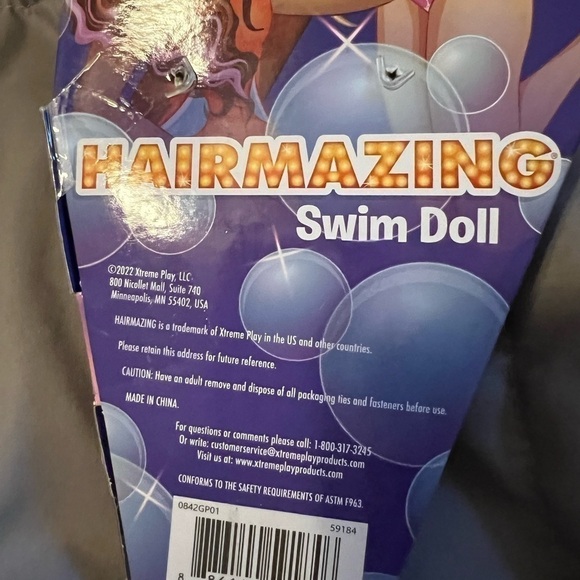 HAIRMAZING®
Swim Doll
©2022 Xtreme Play, LLC
800 Nicollet Mall, Suite 740
Minneapolis, MN 55402, USA
HAIRMAZING is a trademark of Xtreme Play in the US and other countries.
Please retain this address for future reference.
CAUTION: Have an adult remove and dispose of all packaging ties and fasteners before use.
MADE IN CHINA.
For questions or comments please call: 1-800-317-3245
Or write: customerservice@xtremeplayproducts.com
Visit us at: www.xtremeplayproducts.com
CONFORMS TO THE SAFETY REQUIREMENTS OF ASTM F963.
0842GP01
59184
8